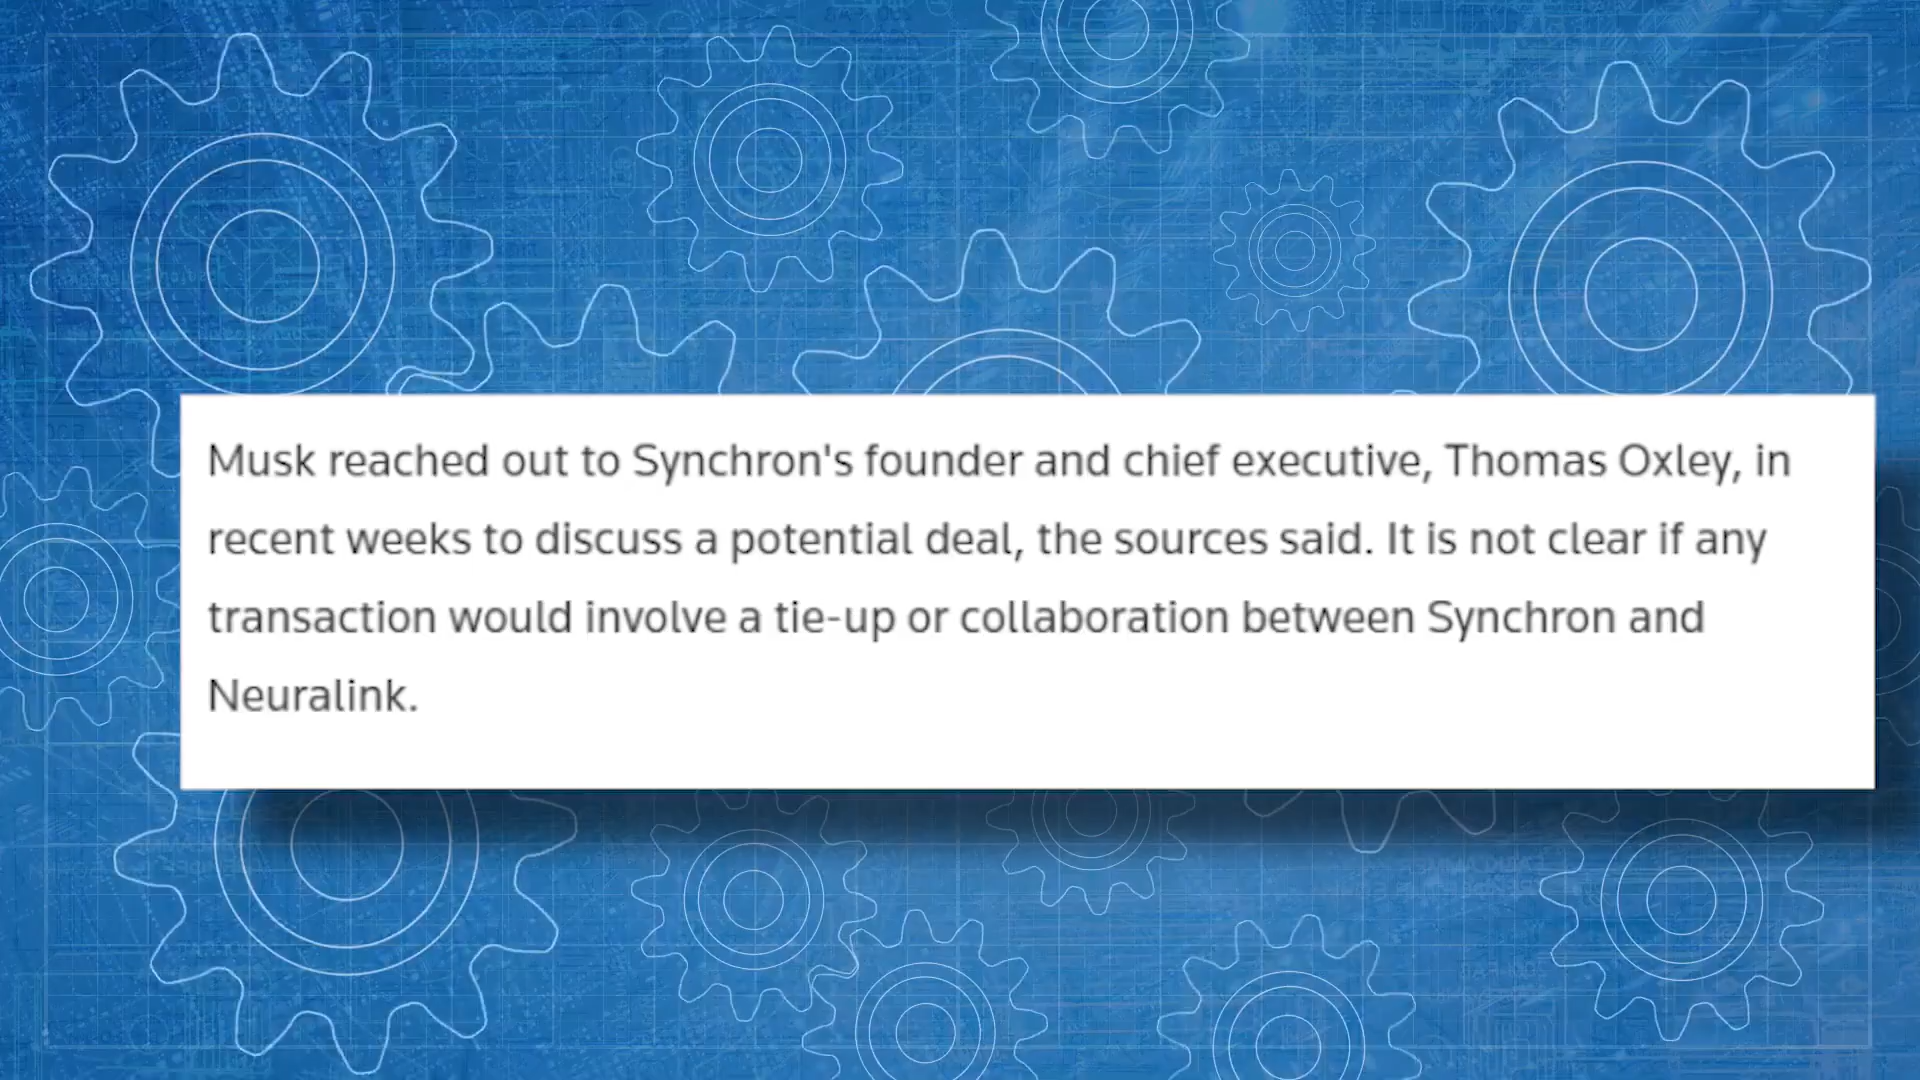 Musk reached out to Synchron's founder and chief executive, Thomas Oxley, in
recent weeks to discuss a potential deal, the sources said. It is not clear if any
transaction would involve a tie-up or collaboration between Synchron and
Neuralink.